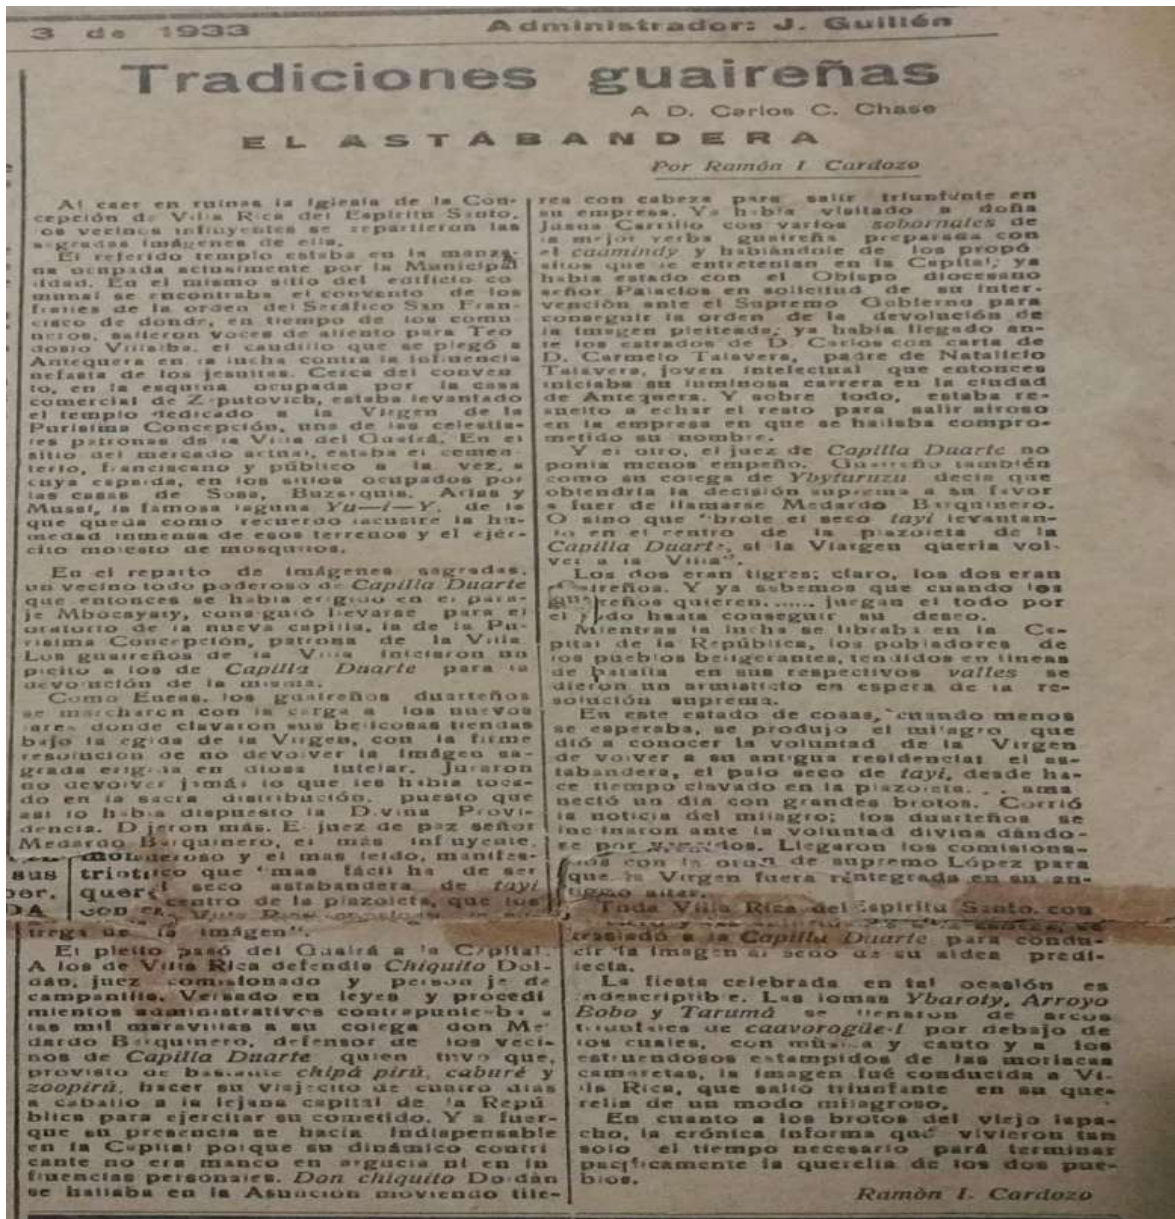 3 de 1933
Administrador: J. Guillén
Tradiciones guaireñas
A D. Carlos C. Chase
EL ASTABANDERA
Por Ramón I. Cardozo
Al caer en ruinas la Iglesia de la Con-
cepción de Villa Rica del Espíritu Santo,
los vecinos influyentes se repartieron las
sagradas imágenes de ella.
El referido templo estaba en la manza-
na ocupada actualmente por la Municipal
idad. En el mismo sitio del edificio co-
munal se encontraba el convento de los
frailes de la orden del Seráfico San Fran-
cisco de donde, en tiempo de los comu-
neros, salieron voces de aliento para Teo
donio Villalba, el caudillo que se plegó a
Antequera en la lucha contra la influencia
nefasta de los jesuitas. Cerca del conven-
to, en la esquina ocupada por la casa
comercial de Zaputovich, estaba levantado
el templo dedicado a la Virgen de la
Purísima Concepción, una de las celestia-
les patronas de la Villa del Guairá. En el
sitio del mercado actual, estaba el cemen-
terio, franciscano y público a la vez, a
cuya espalda, en los sitios ocupados por
las casas de Sosa, Buzarquis, Arias y
Mussi, la famosa laguna Yu—i—Y, de la
que queda como recuerdo lacustre la hu-
medad inmensa de esos terrenos y el ejér-
cito molesto de mosquitos.
En el reparto de imágenes sagradas,
un vecino todo poderoso de Capilla Duarte
que entonces se había erigido en el para-
je Mbocayaty, consiguió llevarse para el
oratorio de la nueva capilla, la de la Pu-
rísima Concepción, patrona de la Villa.
Los guaireños de la Villa iniciaron un
pleito a los de Capilla Duarte para la
devolución de la misma.
Como Eneas, los guaireños duarteños
se marcharon con la carga a los nuevos
lares donde clavaron sus belicosas tiendas
bajo la egida de la Virgen, con la firme
resolución de no devolver la imágen sa-
grada erigida en diosa tutelar. Juraron
no devolver jamás lo que les había toca-
do en la sacra distribución, puesto que
así lo había dispuesto la Divina Provi-
dencia. Dijeron más. El juez de paz señor
Medardo Barquinero, el más influyente,
poderoso y el mas leído, manifes-
sus
per.
DA
que "mas fácil ha de ser
que el seco astabandera de tayi
centro de la plazoleta, que los
Villa Rica
trega de la imágen".
El pleito pasó del Guairá a la Capital.
A los de Villa Rica defendía Chiquito Dol-
dán, juez comisionado y personaje de
campanilla. Versado en leyes y procedi
mientos administrativos contrapunteaba a
las mil maravillas a su colega don Me
dardo Barquinero, defensor de los veci-
nos de Capilla Duarte quien tuvo que,
provisto de bastante chipá pirú, caburé y
zoopirú, hacer su viajecito de cuatro días
a caballo a la lejana capital de la Repú
blica para ejercitar su cometido. Y a fuer-
que su presencia se hacía indispensable
en la Capital porque su dinámico contri
cante no era manco en argucia ni en in
fluencias personales. Don chiquito Doldán
se hallaba en la Asunción moviendo títe-
res con cabeza para salir triunfante en
su empresa. Ya había visitado a doña
Juana Carrillo con varios sobornales de
la mejor yerba guaireña preparada con
el caamindy y habiándole de los propó
sitos que le entretenían en la Capital; ya
había estado con el Obispo diocesano
señor Palacios en solicitud de su inter-
vención ante el Supremo Gobierno para
conseguir la orden de la devolución de
la imagen pleiteada; ya había llegado an-
te los estrados de D. Carlos con carta de
D. Carmelo Talavera, padre de Natalicio
Talavera, joven intelectual que entonces
iniciaba su luminosa carrera en la ciudad
de Antequera. Y sobre todo, estaba re-
suelto a echar el resto para salir airoso
en la empresa en que se hallaba compro-
metido su nombre.
Y el otro, el juez de Capilla Duarte no
ponía menos empeño. Guaireño también
como su colega de Ybyturuzu decía que
obtendría la decisión suprema a su favor
a fuer de llamarse Medardo Barquinero.
O sino que "brote el seco tayi levantan-
lo en el centro de la plazoleta de la
Capilla Duarte, si la Viargen quería vol-
ver a la Villa".
Los dos eran tigres; claro, los dos eran
guaireños. Y ya sabemos que cuando los
guaireños quieren...... juegan el todo por
el todo hasta conseguir su deseo.
Mientras la lucha se libraba en la Ca-
pital de la República, los pobladores de
los pueblos beligerantes, tendidos en líneas
de batalla en sus respectivos valles se
dieron un armisticio en espera de la re-
solución suprema.
En este estado de cosas, cuando menos
se esperaba, se produjo el milagro que
dió a conocer la voluntad de la Virgen
de volver a su antigua residencia: el as-
tabandera, el palo seco de tayi, desde ha-
ce tiempo clavado en la plazoleta... ama
neció un día con grandes brotos. Corrió
la noticia del milagro; los duarteños se
inclinaron ante la voluntad divina dándo-
se por vencidos. Llegaron los comisiona-
dos con la orden de supremo López para
que la Virgen fuera reintegrada en su an-
tiguo altar.
Toda Villa Rica del Espíritu Santo, con
trasladó a la Capilla Duarte para condu-
cir la imagen al seno de su aldea predi-
lecta.
La fiesta celebrada en tal ocasión es
indescriptible. Las lomas Ybaroty, Arroyo
Bobo y Tarumá se llenaron de arcos
triunfales de caavorogüe-i por debajo de
los cuales, con música y canto y a los
estruendosos estampidos de las moriacas
camaretas, la imagen fué conducida a Vi-
lla Rica, que salió triunfante en su que-
rella de un modo milagroso.
En cuanto a los brotos del viejo lapa-
cho, la crónica informa que vivieron tan
solo el tiempo necesario pará terminar
pacíficamente la querella de los dos pue-
blos.
Ramòn I. Cardozo